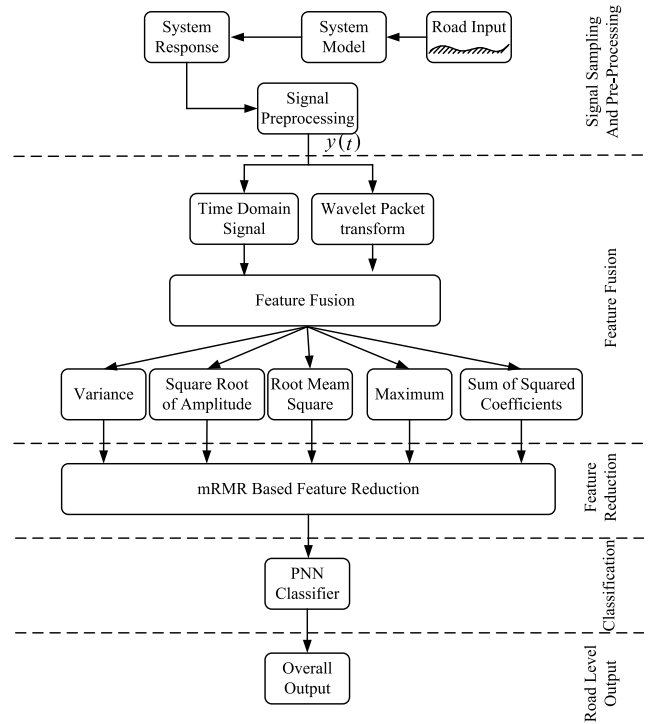 System
Response
System
Model
Road Input
Signal
Preprocessing
y(t)
Signal Sampling
And Pre-Processing
Time Domain
Signal
Wavelet Packet
transform
Feature Fusion
Variance
Square Root
of Amplitude
Root Meam
Square
Maximum
Sum of Squared
Coefficients
Feature Fusion
mRMR Based Feature Reduction
Feature
Reduction
PNN
Classifier
Classification
Overall
Output
Road Level
Output